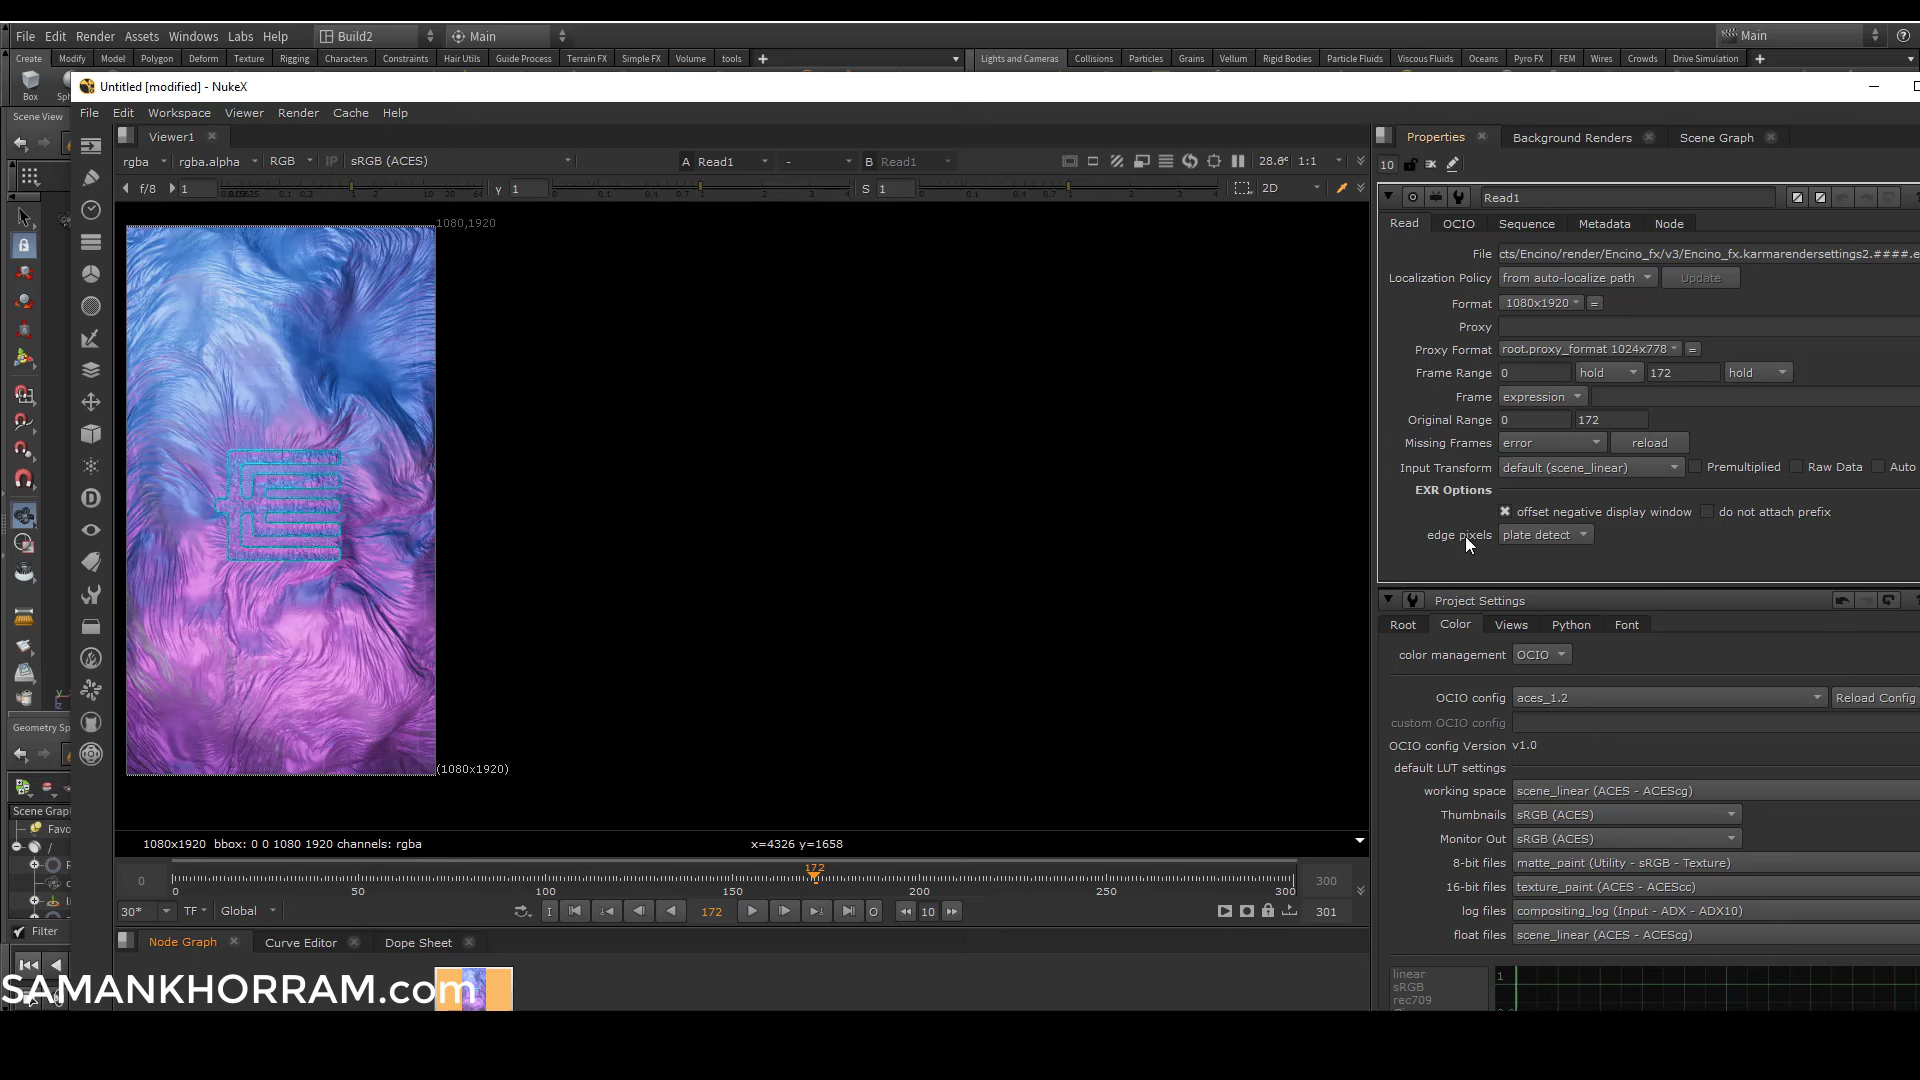 File Edit Render Assets Windows Labs Help Build2 Main Main
Create Modify Model Polygon Deform Texture Rigging Characters Constraints Hair Utils Guide Process Terrain FX Simple FX Volume tools Lights and Cameras Collisions Particles Grains Vellum Rigid Bodies Particle Fluids Viscous Fluids Oceans Pyro FX FEM Wires Crowds Drive Simulation
Box
Untitled [modified] - NukeX
Scene View
File Edit Workspace Viewer Render Cache Help
Viewer1
Properties Background Renders Scene Graph
rgba rgba.alpha RGB IP sRGB (ACES) A Read1 - B Read1 1:1
10
f/8 1 γ 1 S 1 2D
Read1
1080,1920
Read OCIO Sequence Metadata Node
File cts/Encino/render/Encino_fx/v3/Encino_fx.karmarendersettings2.####.e
Localization Policy from auto-localize path Update
Format 1080x1920 =
Proxy
Proxy Format root.proxy_format 1024x778 =
Frame Range 0 hold 172 hold
Frame expression
Original Range 0 172
Missing Frames error reload
Input Transform default (scene_linear) Premultiplied Raw Data Auto
EXR Options
offset negative display window do not attach prefix
edge pixels plate detect
Project Settings
Root Color Views Python Font
color management OCIO
OCIO config aces_1.2 Reload Config
custom OCIO config
OCIO config Version v1.0
default LUT settings
working space scene_linear (ACES - ACEScg)
Thumbnails sRGB (ACES)
Monitor Out sRGB (ACES)
8-bit files matte_paint (Utility - sRGB - Texture)
16-bit files texture_paint (ACES - ACEScc)
log files compositing_log (Input - ADX - ADX10)
float files scene_linear (ACES - ACEScg)
linear
sRGB
rec709
1
(1080x1920)
1080x1920 bbox: 0 0 1080 1920 channels: rgba x=4326 y=1658
172
0 0 50 100 150 200 250 300 300
30* TF Global 172 10 301
Node Graph Curve Editor Dope Sheet
Geometry Sp
Scene Grap
Favo
/
Filter
SAMANKHORRAM.com